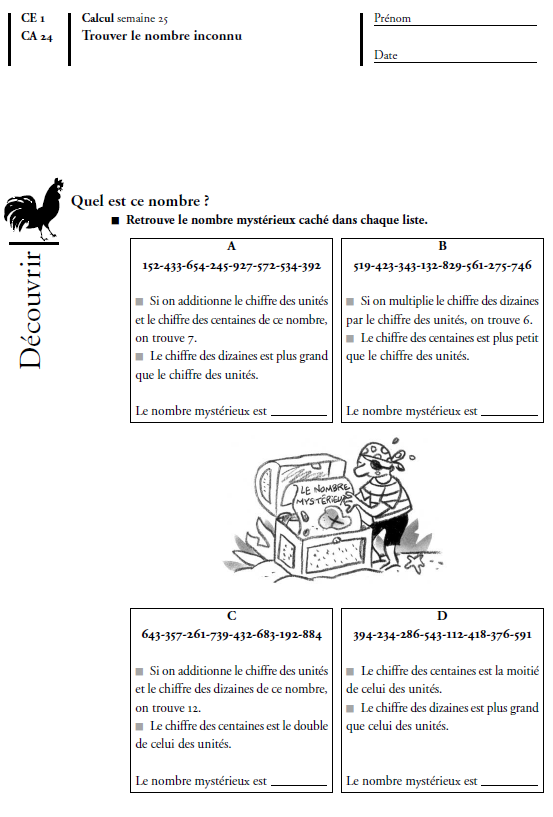 CE 1
CA 24
Calcul semaine 25
Trouver le nombre inconnu
Prénom
Date
Découvrir
Quel est ce nombre ?
■ Retrouve le nombre mystérieux caché dans chaque liste.
A
152-433-654-245-927-572-534-392
■ Si on additionne le chiffre des unités
et le chiffre des centaines de ce nombre,
on trouve 7.
■ Le chiffre des dizaines est plus grand
que le chiffre des unités.
Le nombre mystérieux est ________
B
519-423-343-132-829-561-275-746
■ Si on multiplie le chiffre des dizaines
par le chiffre des unités, on trouve 6.
■ Le chiffre des centaines est plus petit
que le chiffre des unités.
Le nombre mystérieux est ________
LE NOMBRE
MYSTÉRIEUX
C
643-357-261-739-432-683-192-884
■ Si on additionne le chiffre des unités
et le chiffre des dizaines de ce nombre,
on trouve 12.
■ Le chiffre des centaines est le double
de celui des unités.
Le nombre mystérieux est ________
D
394-234-286-543-112-418-376-591
■ Le chiffre des centaines est la moitié
de celui des unités.
■ Le chiffre des dizaines est plus grand
que celui des unités.
Le nombre mystérieux est ________